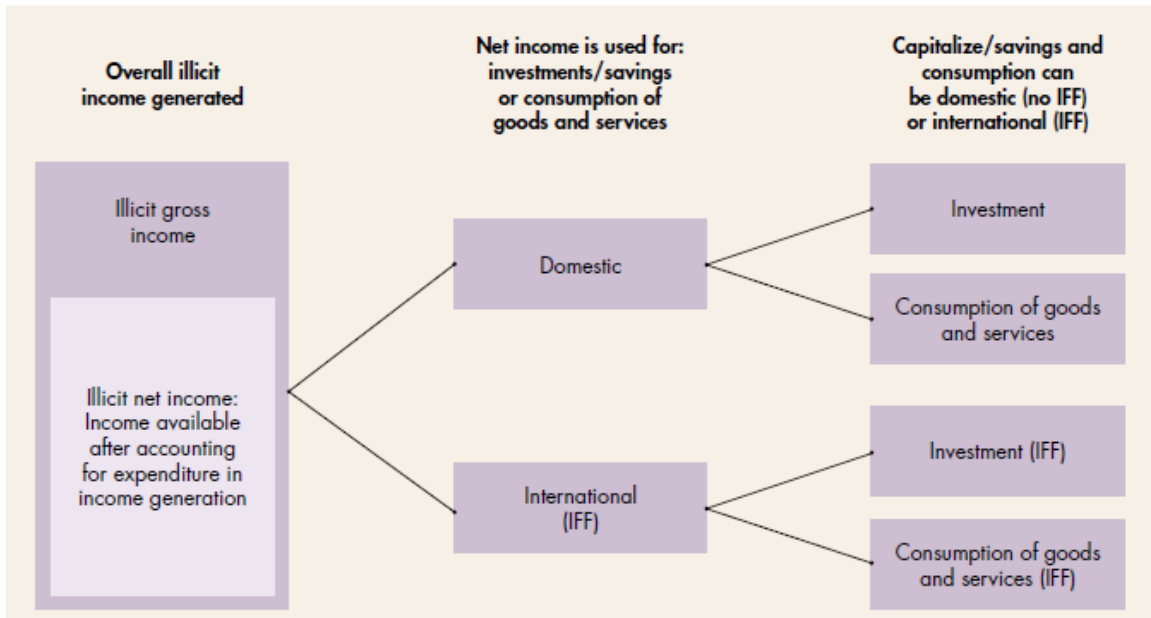 Overall illicit
income generated
Net income is used for:
investments/savings
or consumption of
goods and services
Capitalize/savings and
consumption can
be domestic (no IFF)
or international (IFF)
Illicit gross
income
Illicit net income:
Income available
after accounting
for expenditure in
income generation
Domestic
International
(IFF)
Investment
Consumption of goods
and services
Investment (IFF)
Consumption of goods
and services (IFF)